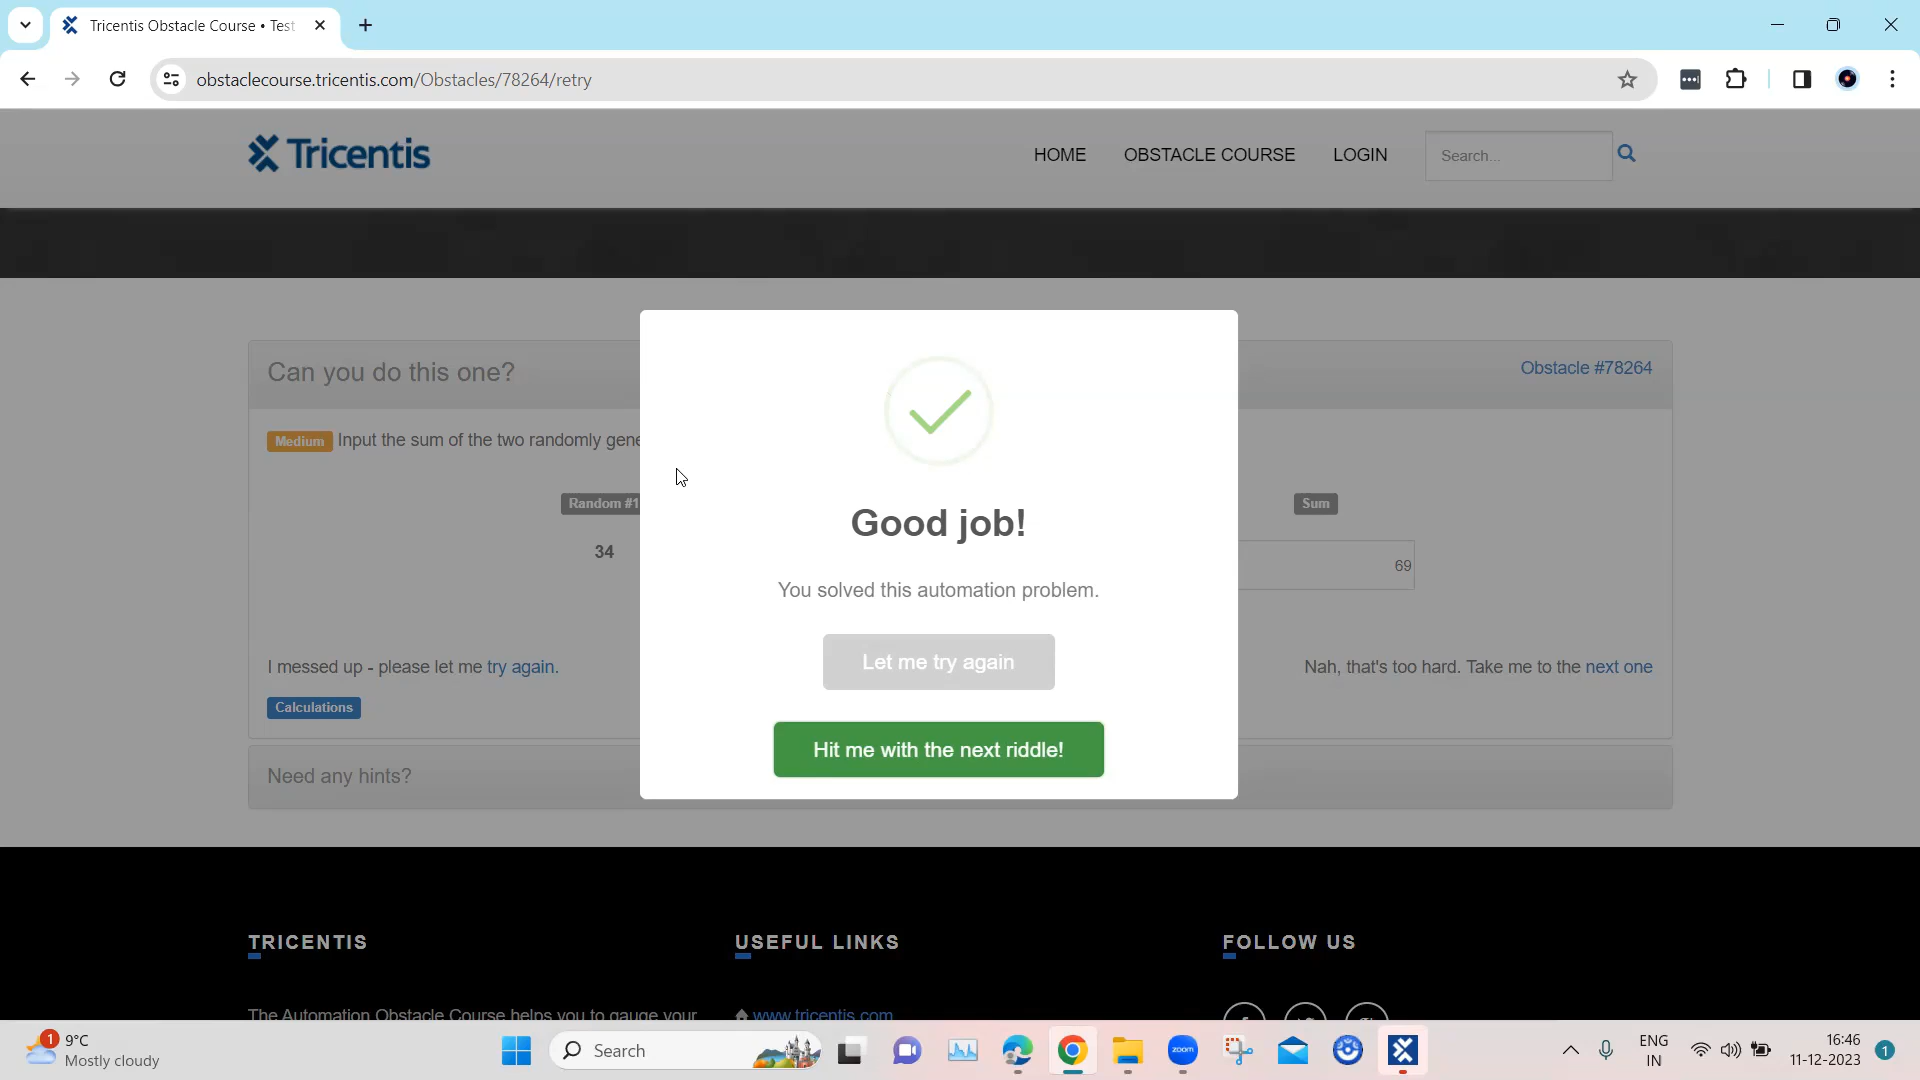 Tricentis Obstacle Course • Test
obstaclecourse.tricentis.com/Obstacles/78264/retry
Tricentis
HOME
OBSTACLE COURSE
LOGIN
Search...
Can you do this one?
Obstacle #78264
Medium Input the sum of the two randomly gene
Random #1
Sum
34
69
I messed up - please let me try again.
Nah, that's too hard. Take me to the next one
Calculations
Need any hints?
Good job!
You solved this automation problem.
Let me try again
Hit me with the next riddle!
TRICENTIS
USEFUL LINKS
FOLLOW US
The Automation Obstacle Course helps you to gauge your
www.tricentis.com
1
9°C
Mostly cloudy
Search
zoom
ENG
IN
16:46
11-12-2023
1